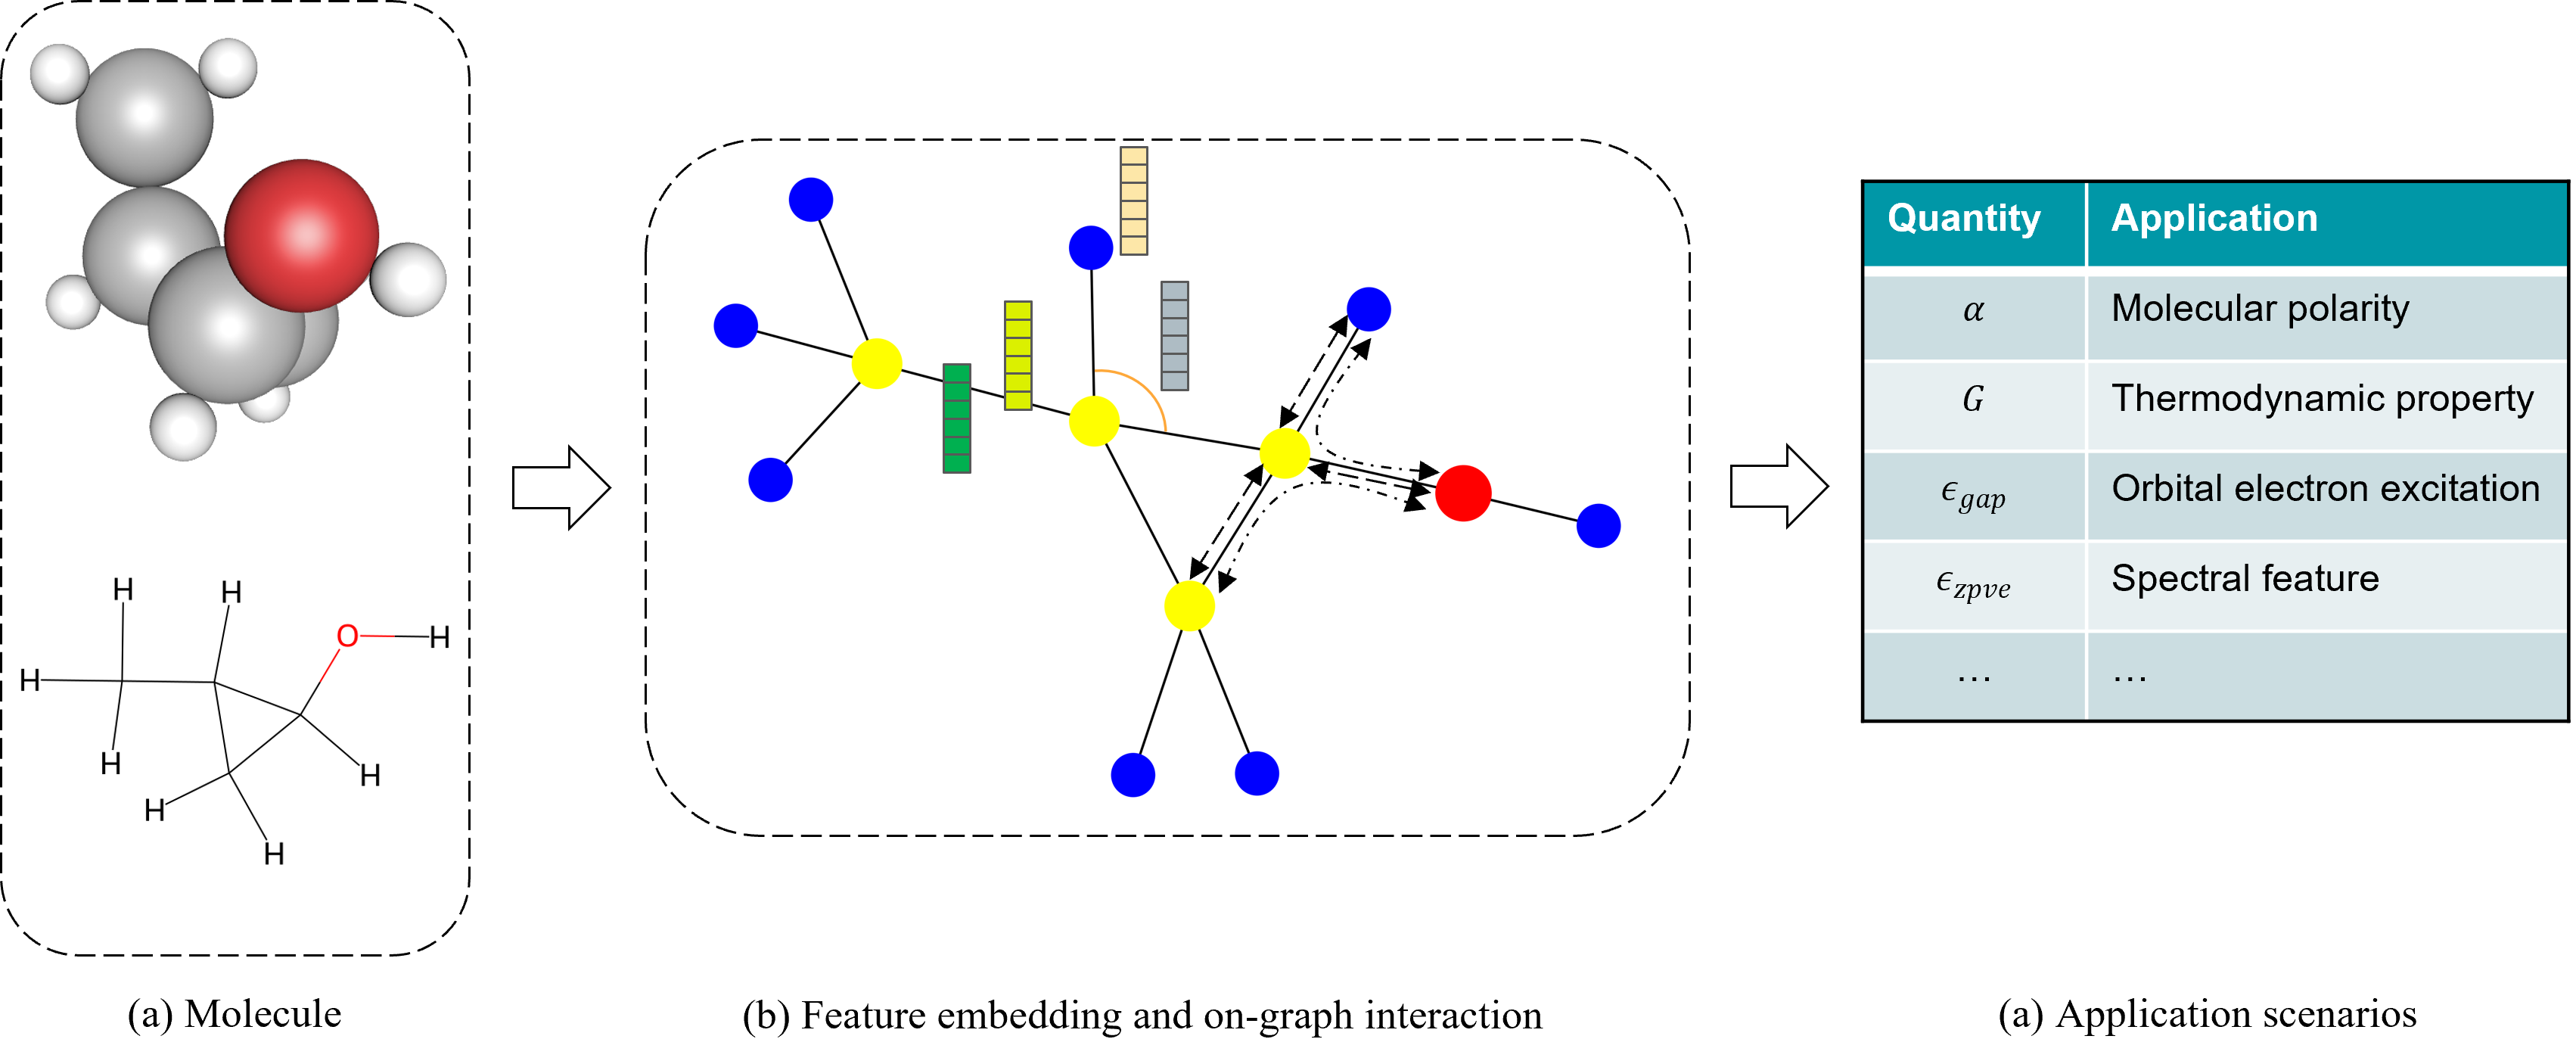 H
H
O
H
H
H
H
H
H
Quantity Application
α Molecular polarity
G Thermodynamic property
ϵgap Orbital electron excitation
ϵzpve Spectral feature
… …
(a) Molecule
(b) Feature embedding and on-graph interaction
(a) Application scenarios